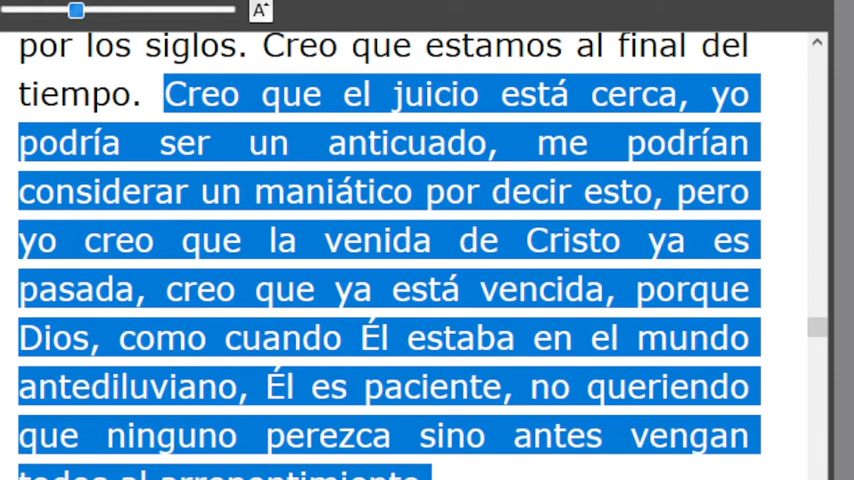 A
por los siglos. Creo que estamos al final del
tiempo. Creo que el juicio está cerca, yo
podría ser un anticuado, me podrían
considerar un maniático por decir esto, pero
yo creo que la venida de Cristo ya es
pasada, creo que ya está vencida, porque
Dios, como cuando Él estaba en el mundo
antediluviano, Él es paciente, no queriendo
que ninguno perezca sino antes vengan
todos al arrepentimiento.